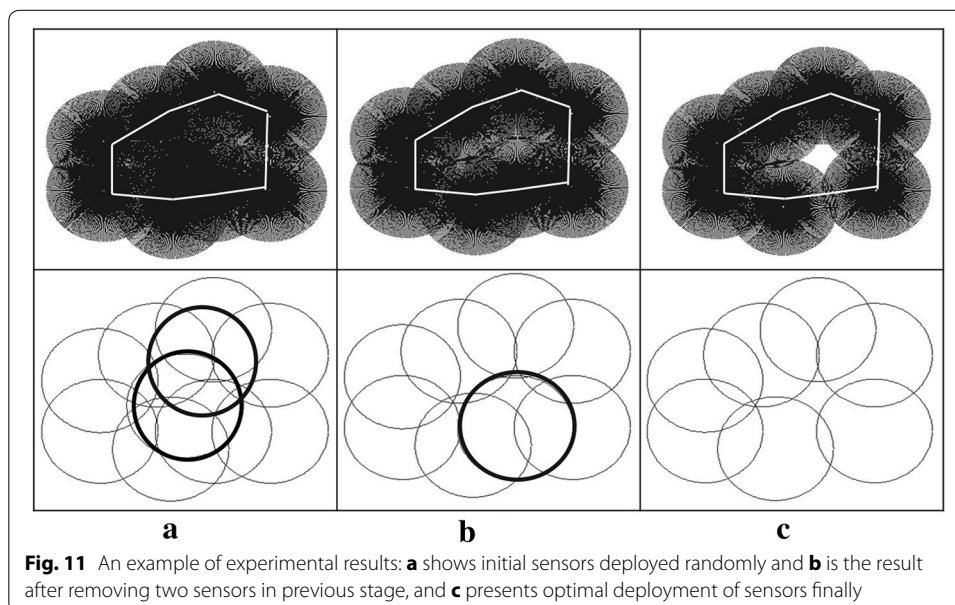 a b c
Fig. 11 An example of experimental results: a shows initial sensors deployed randomly and b is the result
after removing two sensors in previous stage, and c presents optimal deployment of sensors finally